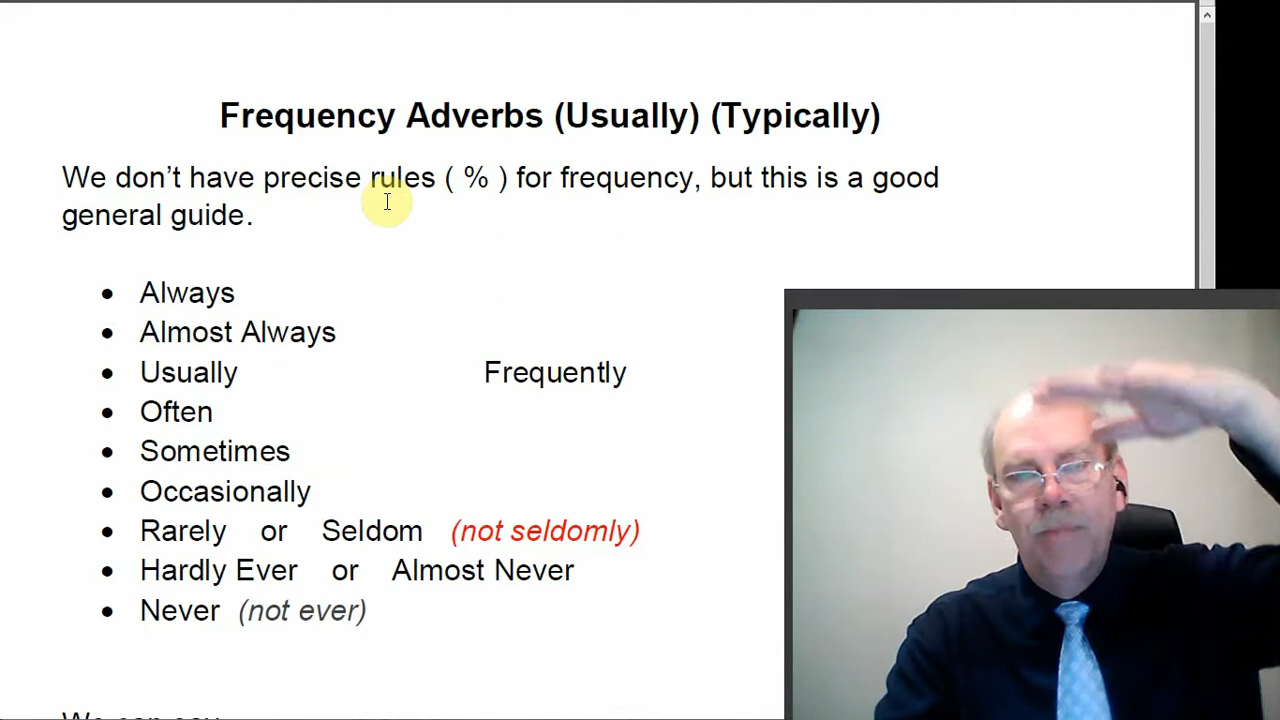 Frequency Adverbs (Usually) (Typically)
We don't have precise rules ( % ) for frequency, but this is a good
general guide.
• Always
• Almost Always
• Usually Frequently
• Often
• Sometimes
• Occasionally
• Rarely or Seldom (not seldomly)
• Hardly Ever or Almost Never
• Never (not ever)